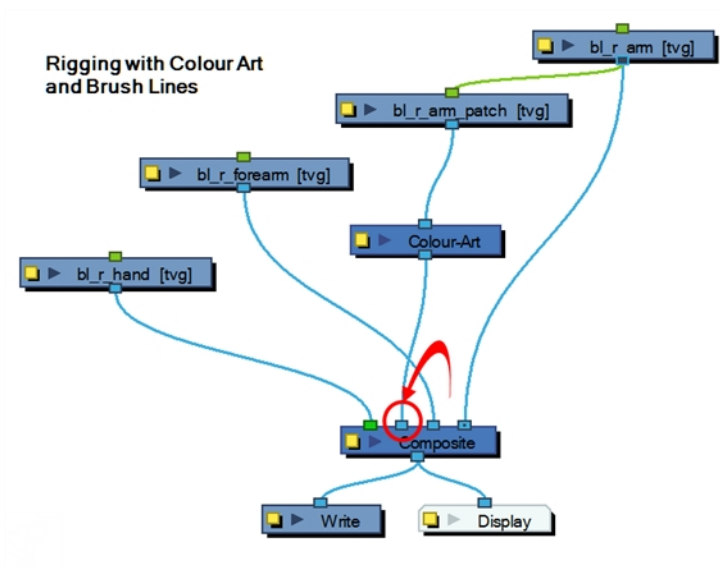 Rigging with Colour Art
and Brush Lines
bl_r_arm [tvg]
bl_r_arm_patch [tvg]
bl_r_forearm [tvg]
Colour-Art
bl_r_hand [tvg]
Composite
Write
Display